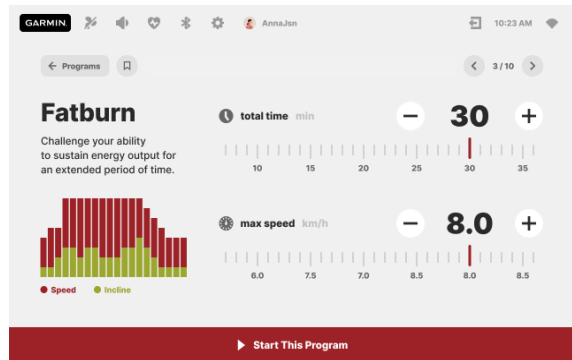 GARMIN.
AnnaJsn
10:23 AM
Programs
3/10
Fatburn
Challenge your ability
to sustain energy output for
an extended period of time.
Speed Incline
total time min
30
10 15 20 25 30 35
max speed km/h
8.0
6.0 7.5 7.0 8.5 8.0 8.5
Start This Program